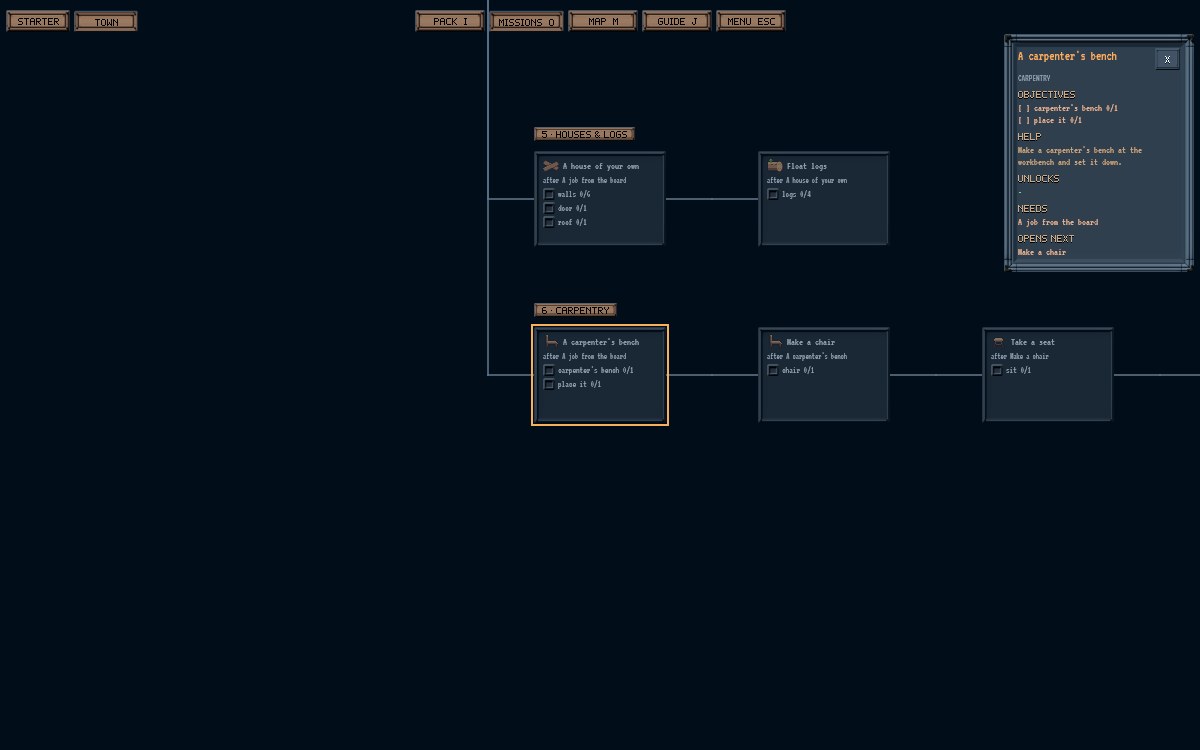 STARTER
TOWN
PACK I
MISSIONS O
MAP M
GUIDE J
MENU ESC
5 · HOUSES & LOGS
A house of your own
after A job from the board
walls 0/6
door 0/1
roof 0/1
Float logs
after A house of your own
logs 0/4
6 · CARPENTRY
A carpenter's bench
after A job from the board
carpenter's bench 0/1
place it 0/1
Make a chair
after A carpenter's bench
chair 0/1
Take a seat
after Make a chair
sit 0/1
A carpenter's bench
X
CARPENTRY
OBJECTIVES
[ ] carpenter's bench 0/1
[ ] place it 0/1
HELP
Make a carpenter's bench at the
workbench and set it down.
UNLOCKS
-
NEEDS
A job from the board
OPENS NEXT
Make a chair